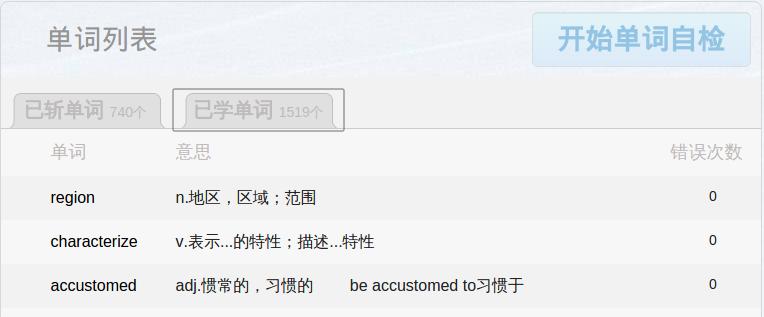 单词列表 开始单词自检
已斩单词 740个 已学单词 1519个
单词 意思 错误次数
region n.地区，区域；范围 0
characterize v.表示...的特性；描述...特性 0
accustomed adj.惯常的，习惯的 be accustomed to习惯于 0